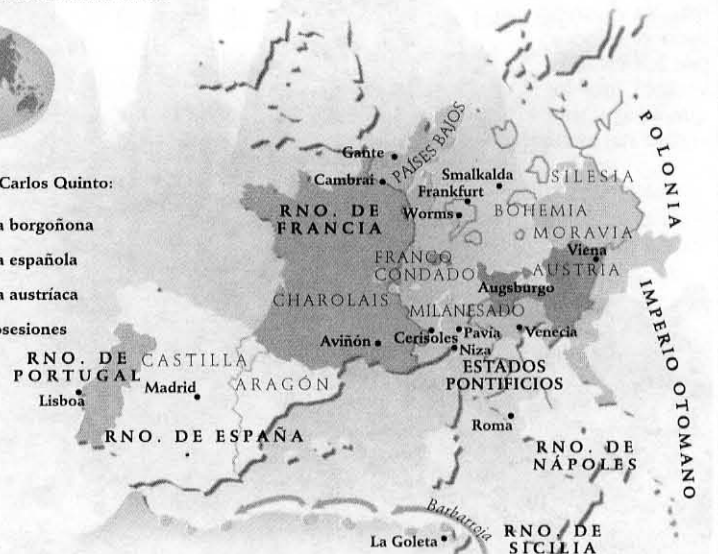 Carlos Quinto:
a borgoñona
a española
a austríaca
sesiones
Gante
PAÍSES BAJOS
Cambrai
Smalkalda
Frankfurt
Worms
SILESIA
POLONIA
BOHEMIA
MORAVIA
Viena
AUSTRIA
RNO. DE
FRANCIA
FRANCO
CONDADO
Augsburgo
CHAROLAIS
MILANESADO
Aviñón
Cerisoles
Pavía
Venecia
Niza
ESTADOS
PONTIFICIOS
IMPERIO OTOMANO
RNO. DE
PORTUGAL
CASTILLA
ARAGÓN
Madrid
Lisboa
RNO. DE ESPAÑA
Roma
RNO. DE
NÁPOLES
Barbarroja
La Goleta
RNO. DE
SICILIA